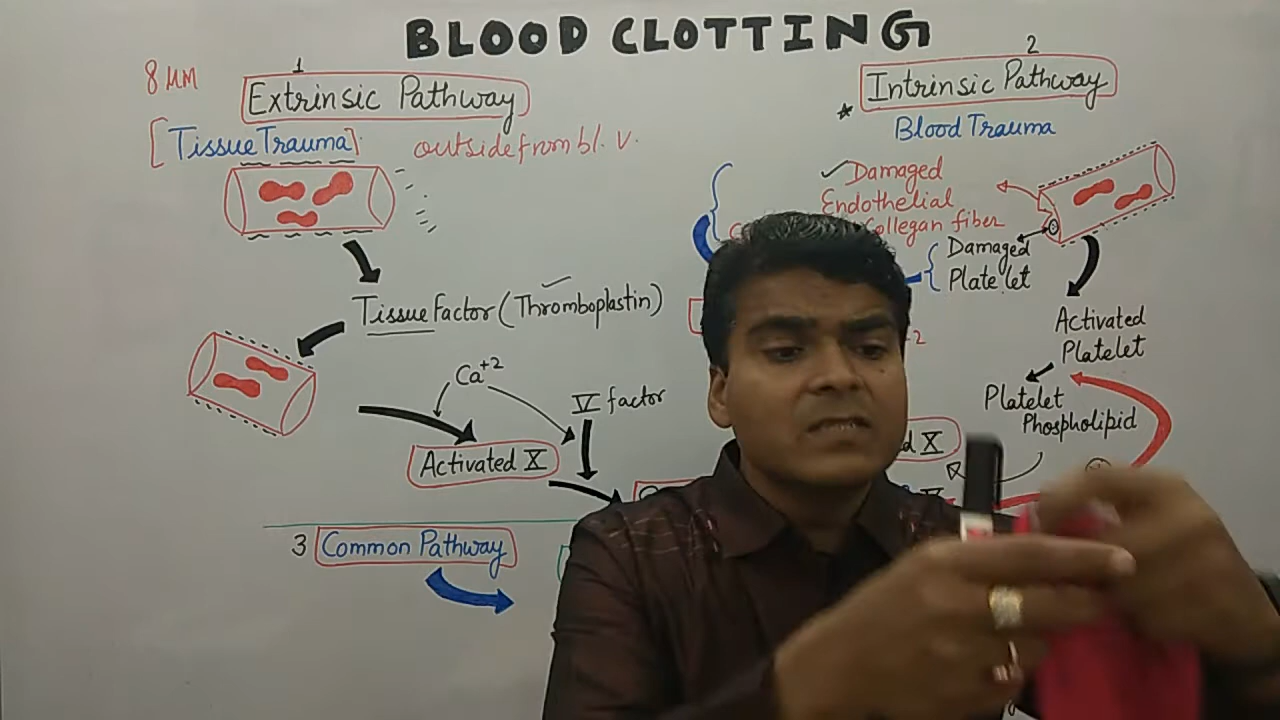 BLOOD CLOTTING
8 µM
1
Extrinsic Pathway
[Tissue Trauma]
outside from bl. V.
Tissue Factor (Thromboplastin)
Ca+2
V factor
Activated X
3 Common Pathway
2
Intrinsic Pathway
Blood Trauma
Damaged
Endothelial
Collegan fiber
Damaged
Platelet
Activated
Platelet
Platelet
Phospholipid
X